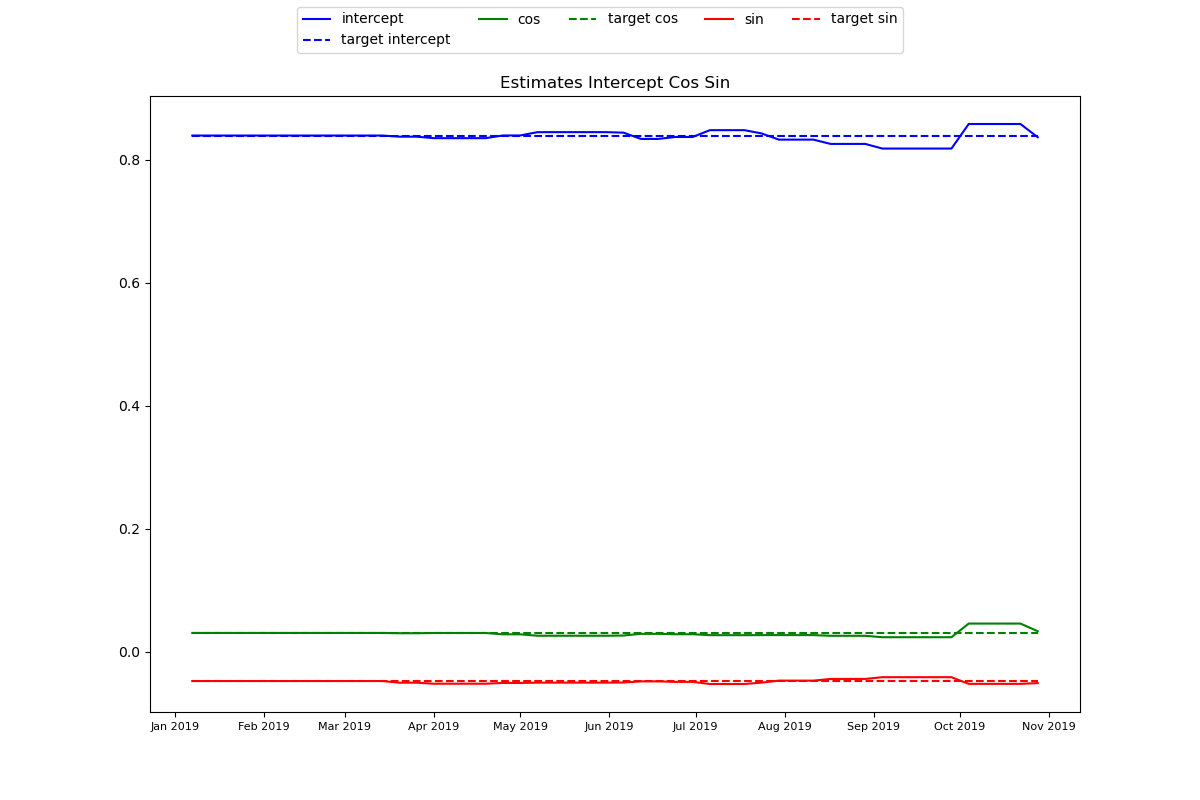 intercept cos target cos sin target sin
target intercept
Estimates Intercept Cos Sin
0.8
0.6
0.4
0.2
0.0
Jan 2019 Feb 2019 Mar 2019 Apr 2019 May 2019 Jun 2019 Jul 2019 Aug 2019 Sep 2019 Oct 2019 Nov 2019